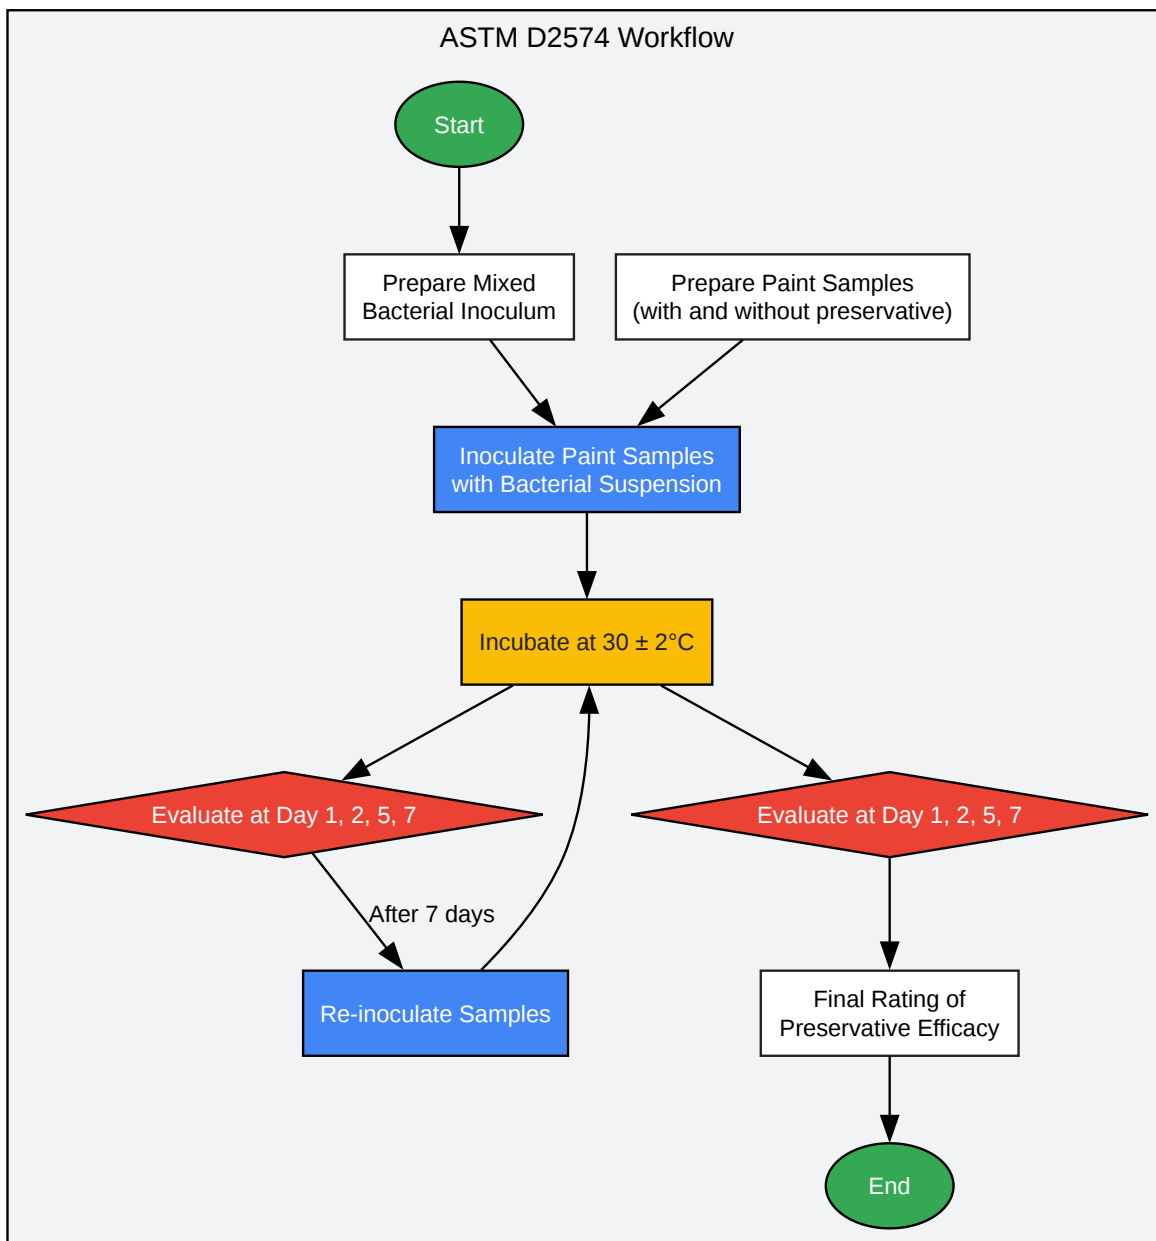 ASTM D2574 Workflow
Start
Prepare Mixed
Bacterial Inoculum
Prepare Paint Samples
(with and without preservative)
Inoculate Paint Samples
with Bacterial Suspension
Incubate at 30 ± 2°C
Evaluate at Day 1, 2, 5, 7
Evaluate at Day 1, 2, 5, 7
After 7 days
Re-inoculate Samples
Final Rating of
Preservative Efficacy
End